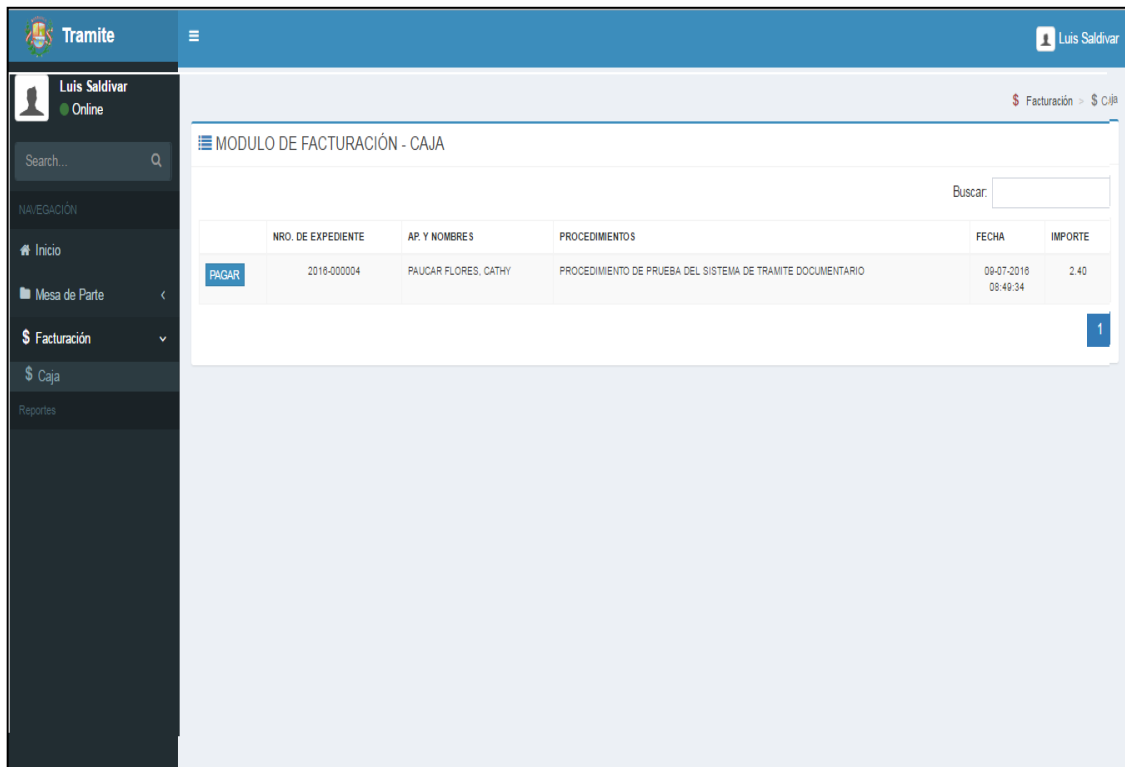 Tramite
Luis Saldivar
Luis Saldivar
Online
$ Facturación > $ Caja
Search...
MODULO DE FACTURACIÓN - CAJA
Buscar:
NAVEGACIÓN
Inicio
Mesa de Parte
$ Facturación
$ Caja
Reportes
NRO. DE EXPEDIENTE AP. Y NOMBRES PROCEDIMIENTOS FECHA IMPORTE
PAGAR 2016-000004 PAUCAR FLORES, CATHY PROCEDIMIENTO DE PRUEBA DEL SISTEMA DE TRAMITE DOCUMENTARIO 09-07-2016 2.40
08:49:34
1